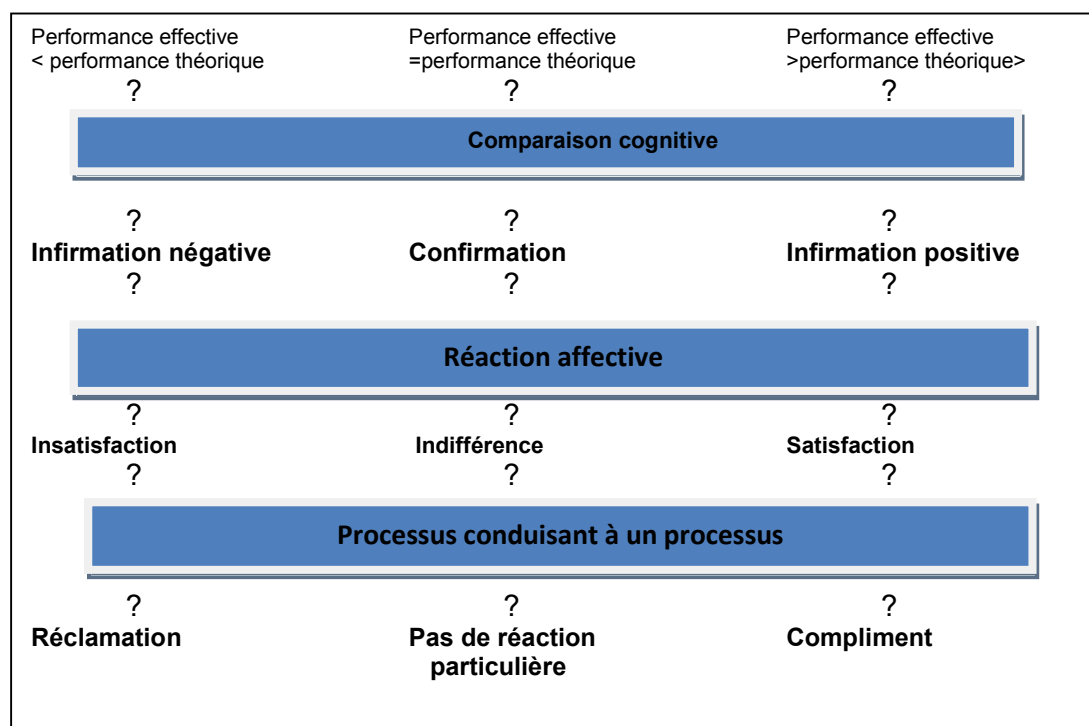 Performance effective Performance effective Performance effective
< performance théorique =performance théorique >performance théorique>
? ? ?
Comparaison cognitive
? ? ?
Infirmation négative Confirmation Infirmation positive
? ? ?
Réaction affective
? ? ?
Insatisfaction Indifférence Satisfaction
? ? ?
Processus conduisant à un processus
? ? ?
Réclamation Pas de réaction Compliment
particulière